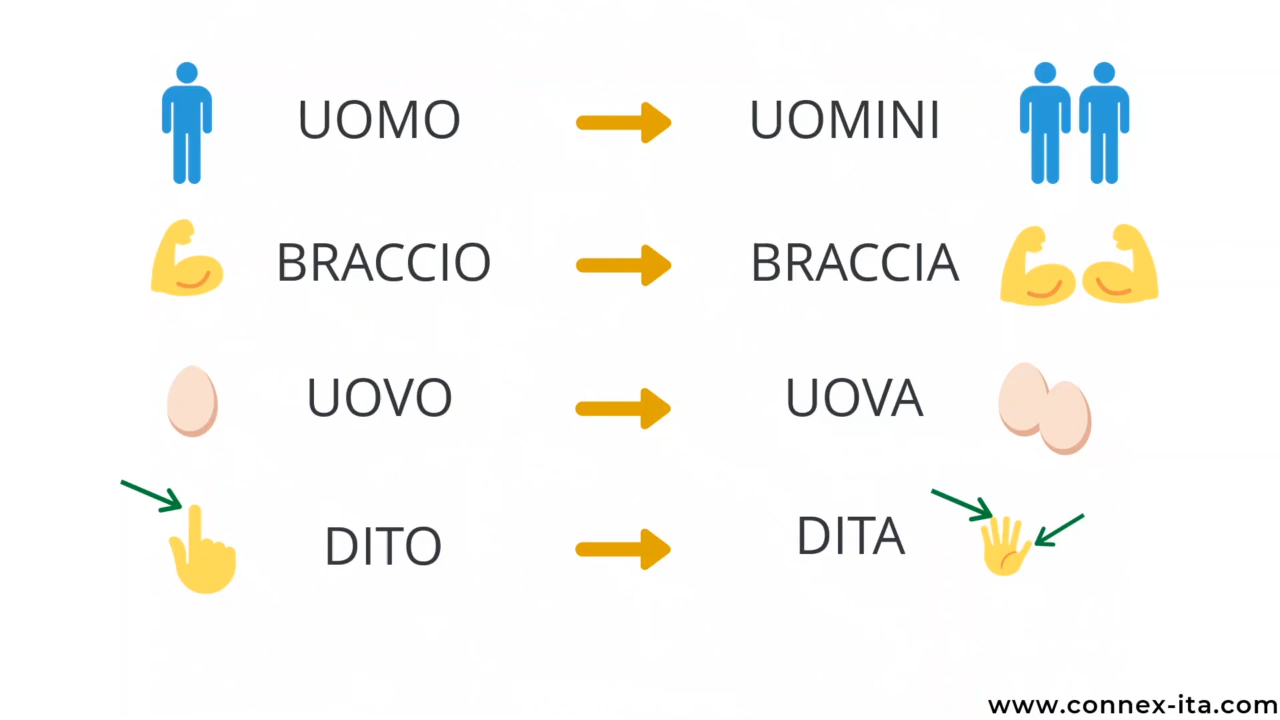 UOMO UOMINI
BRACCIO BRACCIA
UOVO UOVA
DITO DITA
www.connex-ita.com